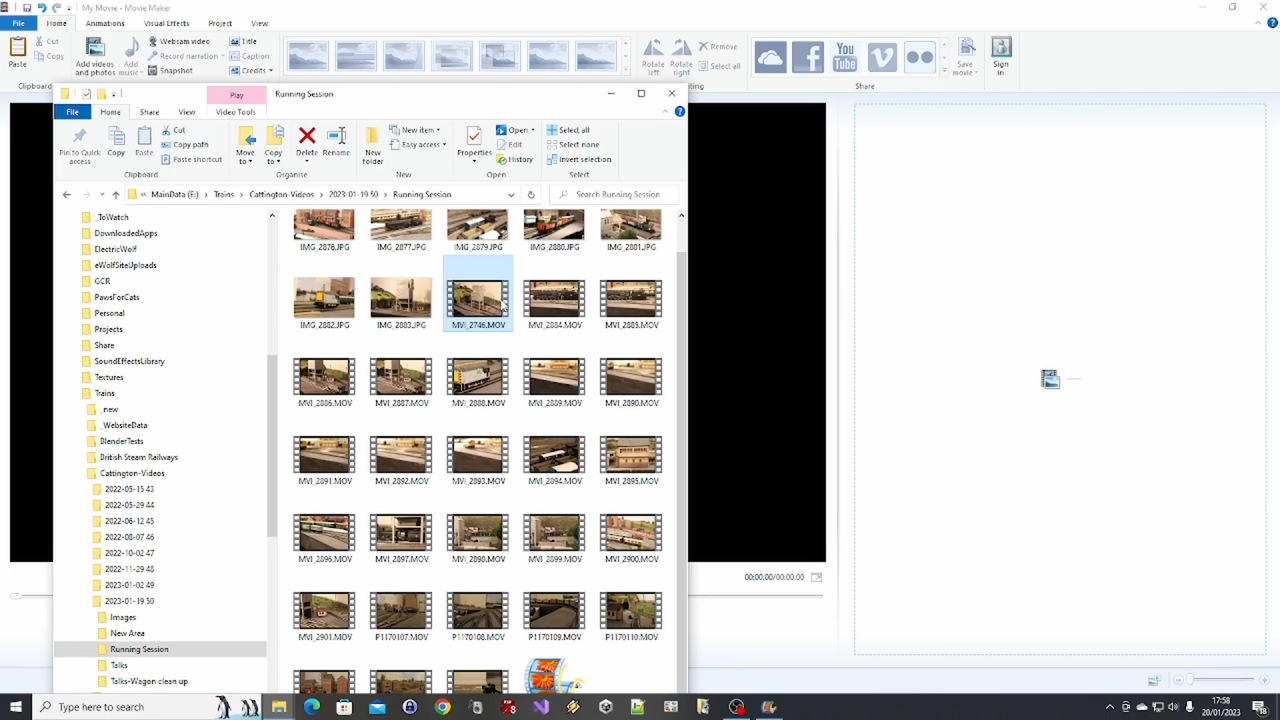 My Movie - Movie Maker
File Home Animations Visual Effects Project View
Paste
Cut
Copy
Clipboard
Add videos and photos
Add music
Webcam video
Record narration
Snapshot
Title
Caption
Credits
Rotate left
Rotate right
Remove
Select all
Editing
You Tube
Share
Save movie
Sign in
Play
Running Session
File Home Share View Video Tools
Pin to Quick access
Copy
Paste
Cut
Copy path
Paste shortcut
Clipboard
Move to
Copy to
Delete
Rename
Organise
New folder
New item
Easy access
New
Properties
Open
Edit
History
Open
Select all
Select none
Invert selection
Select
MainData (E:) Trains Cattington-Videos 2023-01-19 50 Running Session
Search Running Session
_ToWatch
DownloadedApps
ElectricWolf
eWolfSiteUploads
GCR
PawsForCats
Personal
Projects
Share
SoundEffectsLibrary
Textures
Trains
_new
_WebsiteData
BlenderTests
British Steam Railways
Cattington-Videos
2022-05-15 43
2022-05-29 44
2022-06-12 45
2022-08-07 46
2022-10-02 47
2022-11-29 48
2023-01-02 49
2023-01-19 50
Images
New Area
Running Session
Talks
Talks-Wagon clean up
IMG_2876.JPG IMG_2877.JPG IMG_2879.JPG IMG_2880.JPG IMG_2881.JPG
IMG_2882.JPG IMG_2883.JPG MVI_2746.MOV MVI_2884.MOV MVI_2885.MOV
MVI_2886.MOV MVI_2887.MOV MVI_2888.MOV MVI_2889.MOV MVI_2890.MOV
MVI_2891.MOV MVI_2892.MOV MVI_2893.MOV MVI_2894.MOV MVI_2895.MOV
MVI_2896.MOV MVI_2897.MOV MVI_2898.MOV MVI_2899.MOV MVI_2900.MOV
MVI_2901.MOV P1170107.MOV P1170108.MOV P1170109.MOV P1170110.MOV
00:00.00/00:00.00
Type here to search
17:58
20/01/2023